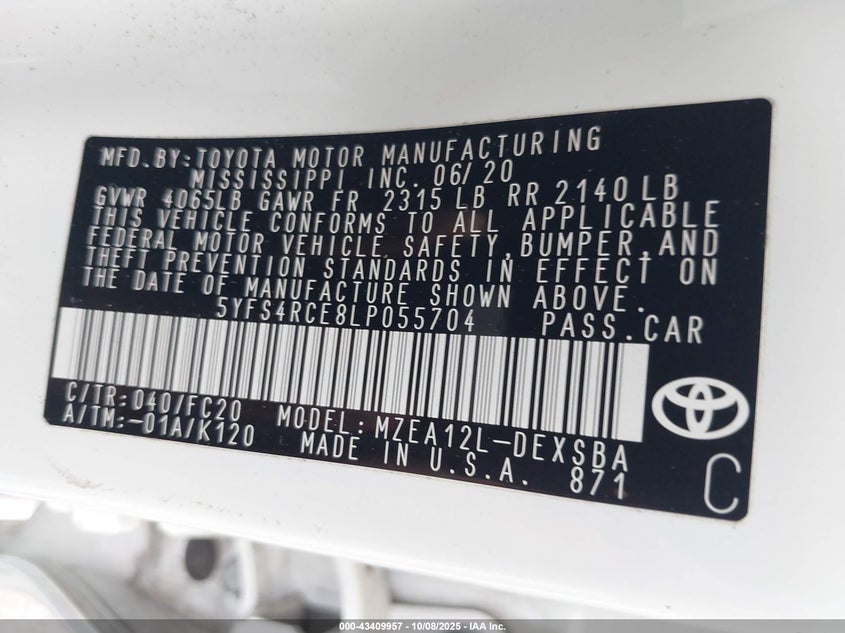 MFD. BY: TOYOTA MOTOR MANUFACTURING
MISSISSIPPI INC. 06/20
GVWR 4065LB GAWR FR 2315 LB RR 2140 LB
THIS VEHICLE CONFORMS TO ALL APPLICABLE
FEDERAL MOTOR VEHICLE SAFETY, BUMPER, AND
THEFT PREVENTION STANDARDS IN EFFECT ON
THE DATE OF MANUFACTURE SHOWN ABOVE.
5YFS4RCE8LP055704 PASS. CAR
C/TR: 040/FC20 MODEL: MZEA12L-DEXSBA
A/TM: -01A/K120 MADE IN U.S.A. 871
C
000-43409957 | 10/08/2025 - IAA Inc.